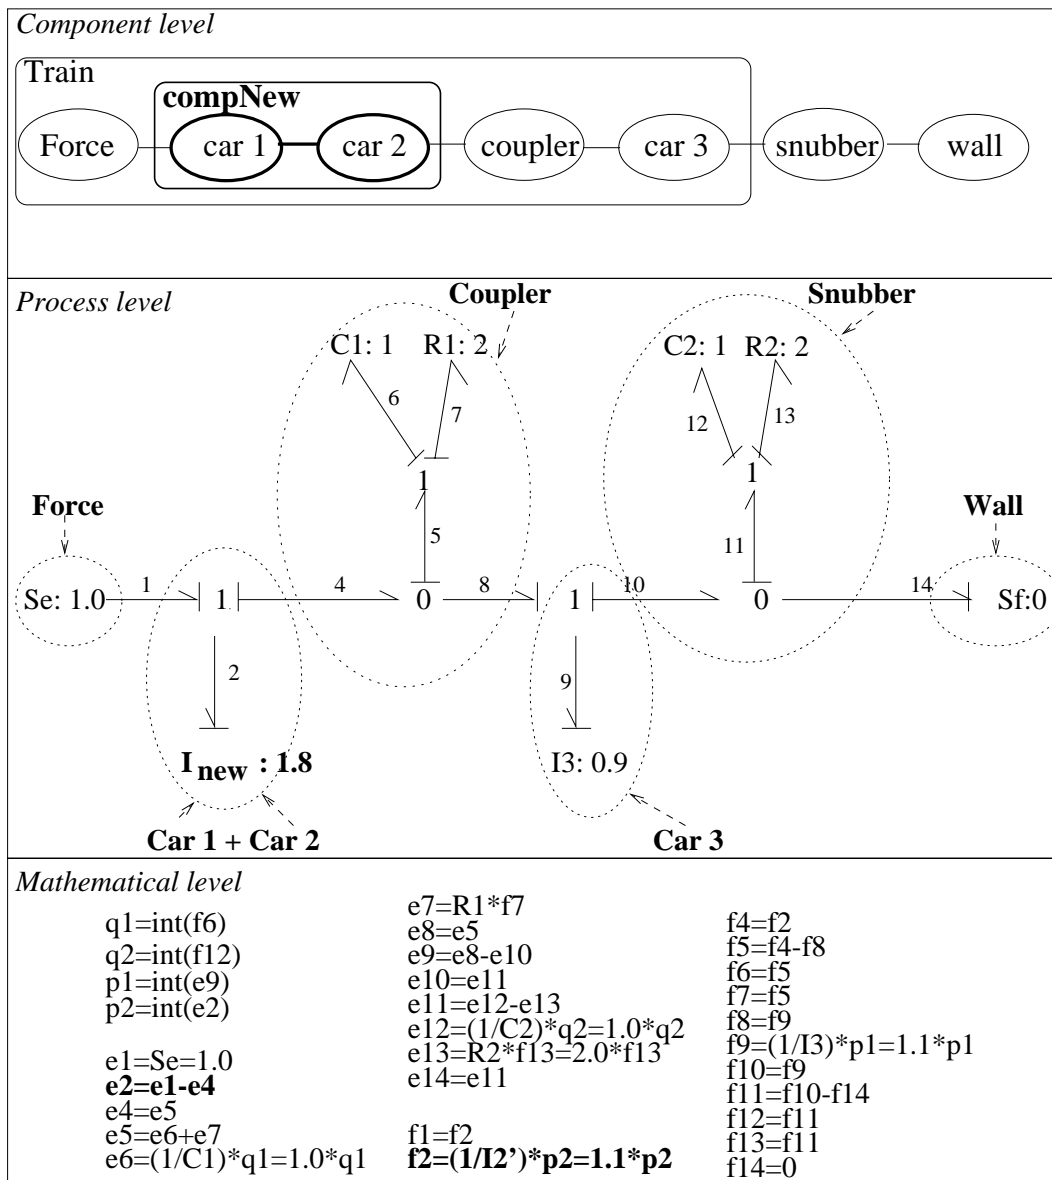 Component level
Train
compNew
Force
car 1
car 2
coupler
car 3
snubber
wall
Process level
Coupler
Snubber
C1: 1
R1: 2
C2: 1
R2: 2
6
7
12
13
1
1
Force
Wall
5
11
Se: 1.0
1
1
4
0
8
1
10
0
14
Sf:0
2
9
Inew : 1.8
I3: 0.9
Car 1 + Car 2
Car 3
Mathematical level
q1=int(f6)
q2=int(f12)
p1=int(e9)
p2=int(e2)
e1=Se=1.0
e2=e1-e4
e4=e5
e5=e6+e7
e6=(1/C1)*q1=1.0*q1
e7=R1*f7
e8=e5
e9=e8-e10
e10=e11
e11=e12-e13
e12=(1/C2)*q2=1.0*q2
e13=R2*f13=2.0*f13
e14=e11
f1=f2
f2=(1/I2')*p2=1.1*p2
f4=f2
f5=f4-f8
f6=f5
f7=f5
f8=f9
f9=(1/I3)*p1=1.1*p1
f10=f9
f11=f10-f14
f12=f11
f13=f11
f14=0